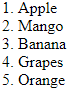 1. Apple
2. Mango
3. Banana
4. Grapes
5. Orange